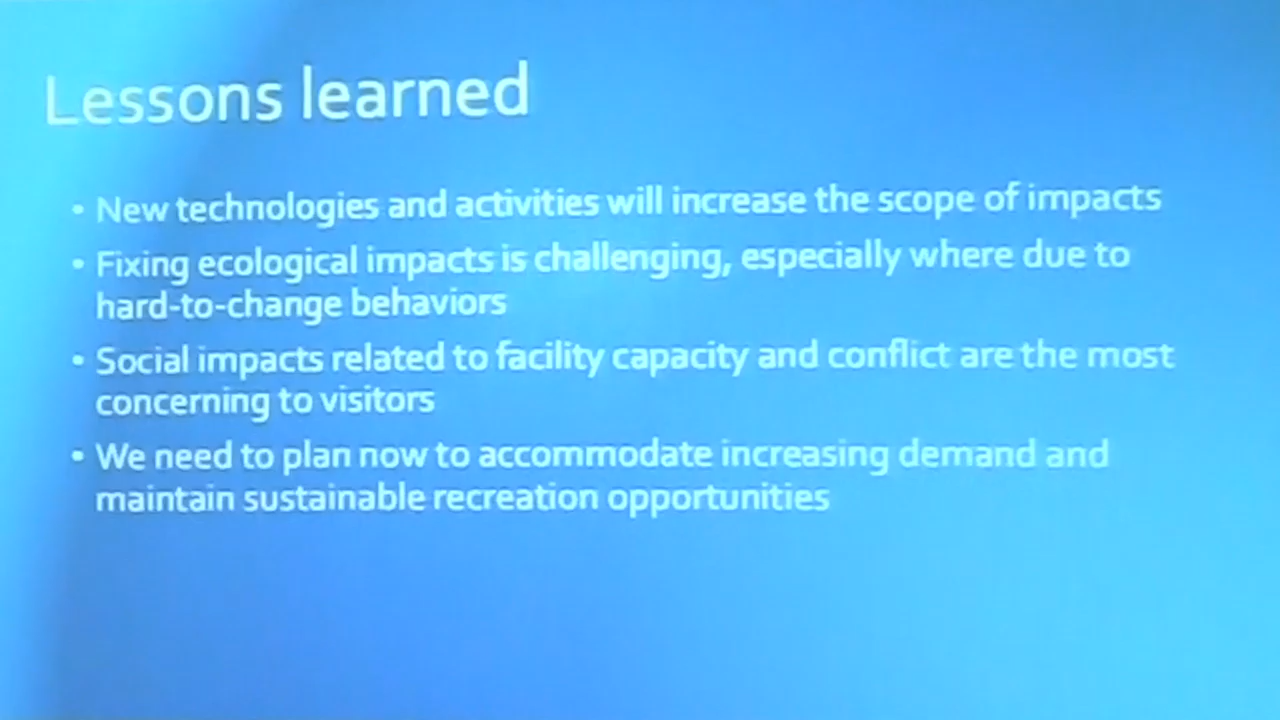 Lessons learned
• New technologies and activities will increase the scope of impacts
• Fixing ecological impacts is challenging, especially where due to
hard-to-change behaviors
• Social impacts related to facility capacity and conflict are the most
concerning to visitors
• We need to plan now to accommodate increasing demand and
maintain sustainable recreation opportunities